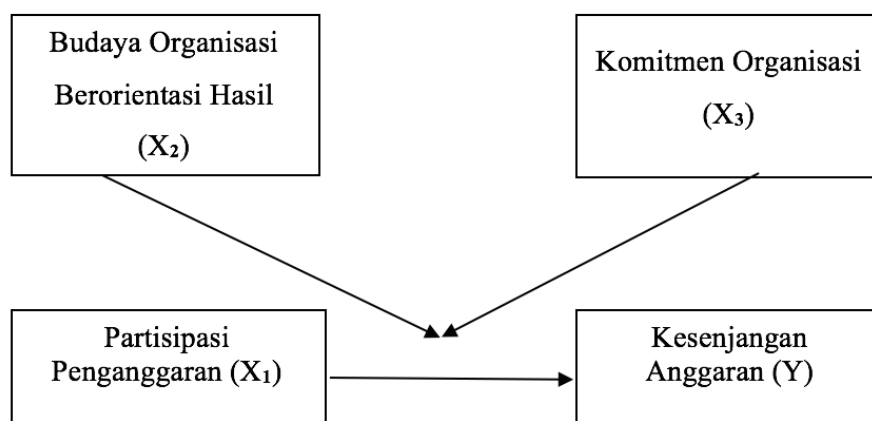 Budaya Organisasi
Berorientasi Hasil
(X₂)
Komitmen Organisasi
(X₃)
Partisipasi
Penganggaran (X₁)
Kesenjangan
Anggaran (Y)